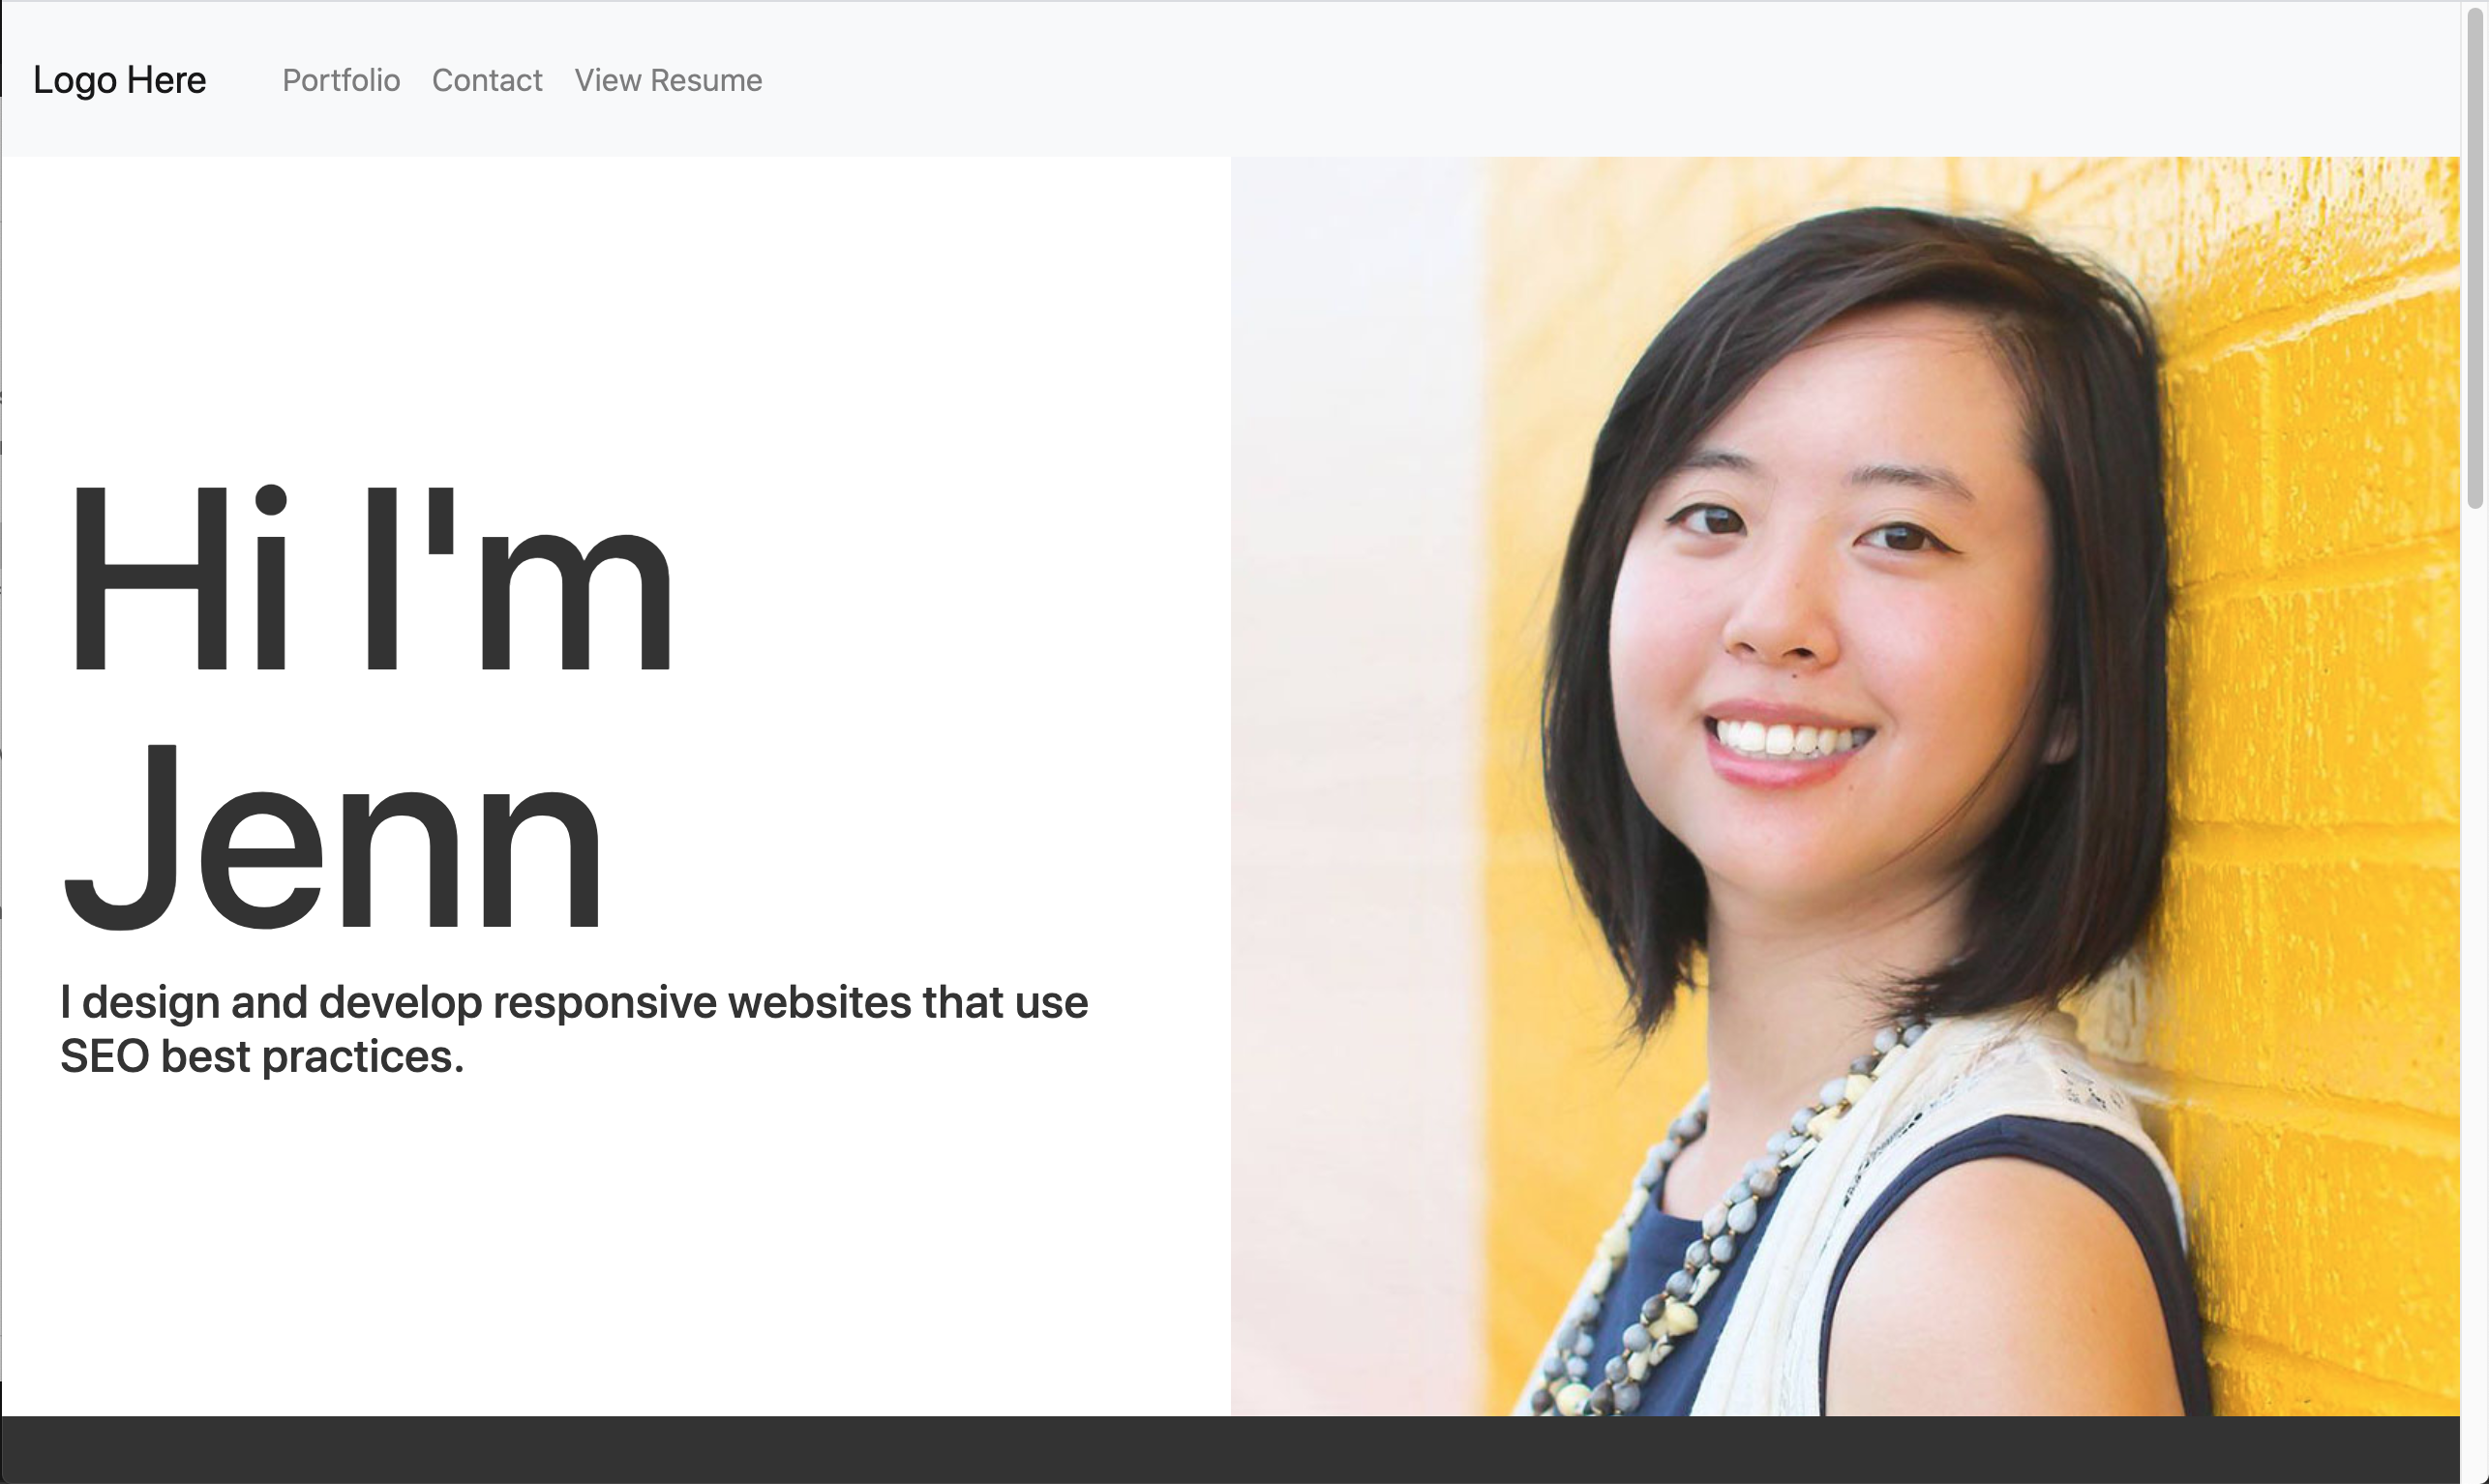 Logo Here Portfolio Contact View Resume
Hi I'm
Jenn
I design and develop responsive websites that use
SEO best practices.